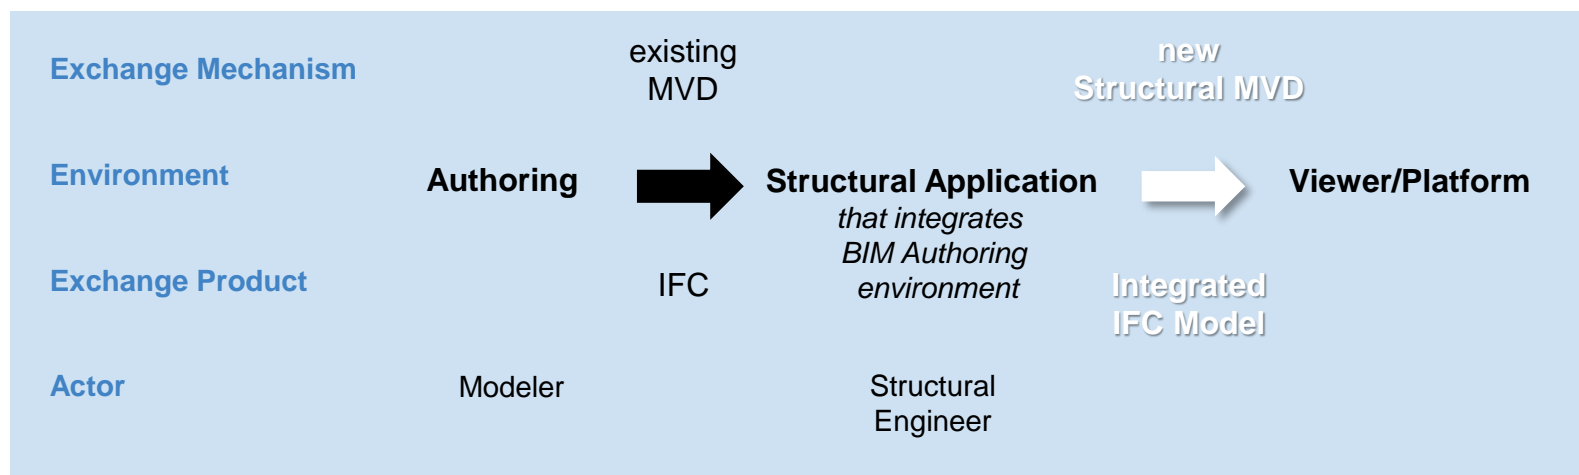 Exchange Mechanism
existing
MVD
new
Structural MVD
Environment
Authoring
Structural Application
that integrates
BIM Authoring
environment
Viewer/Platform
Exchange Product
IFC
Integrated
IFC Model
Actor
Modeler
Structural
Engineer